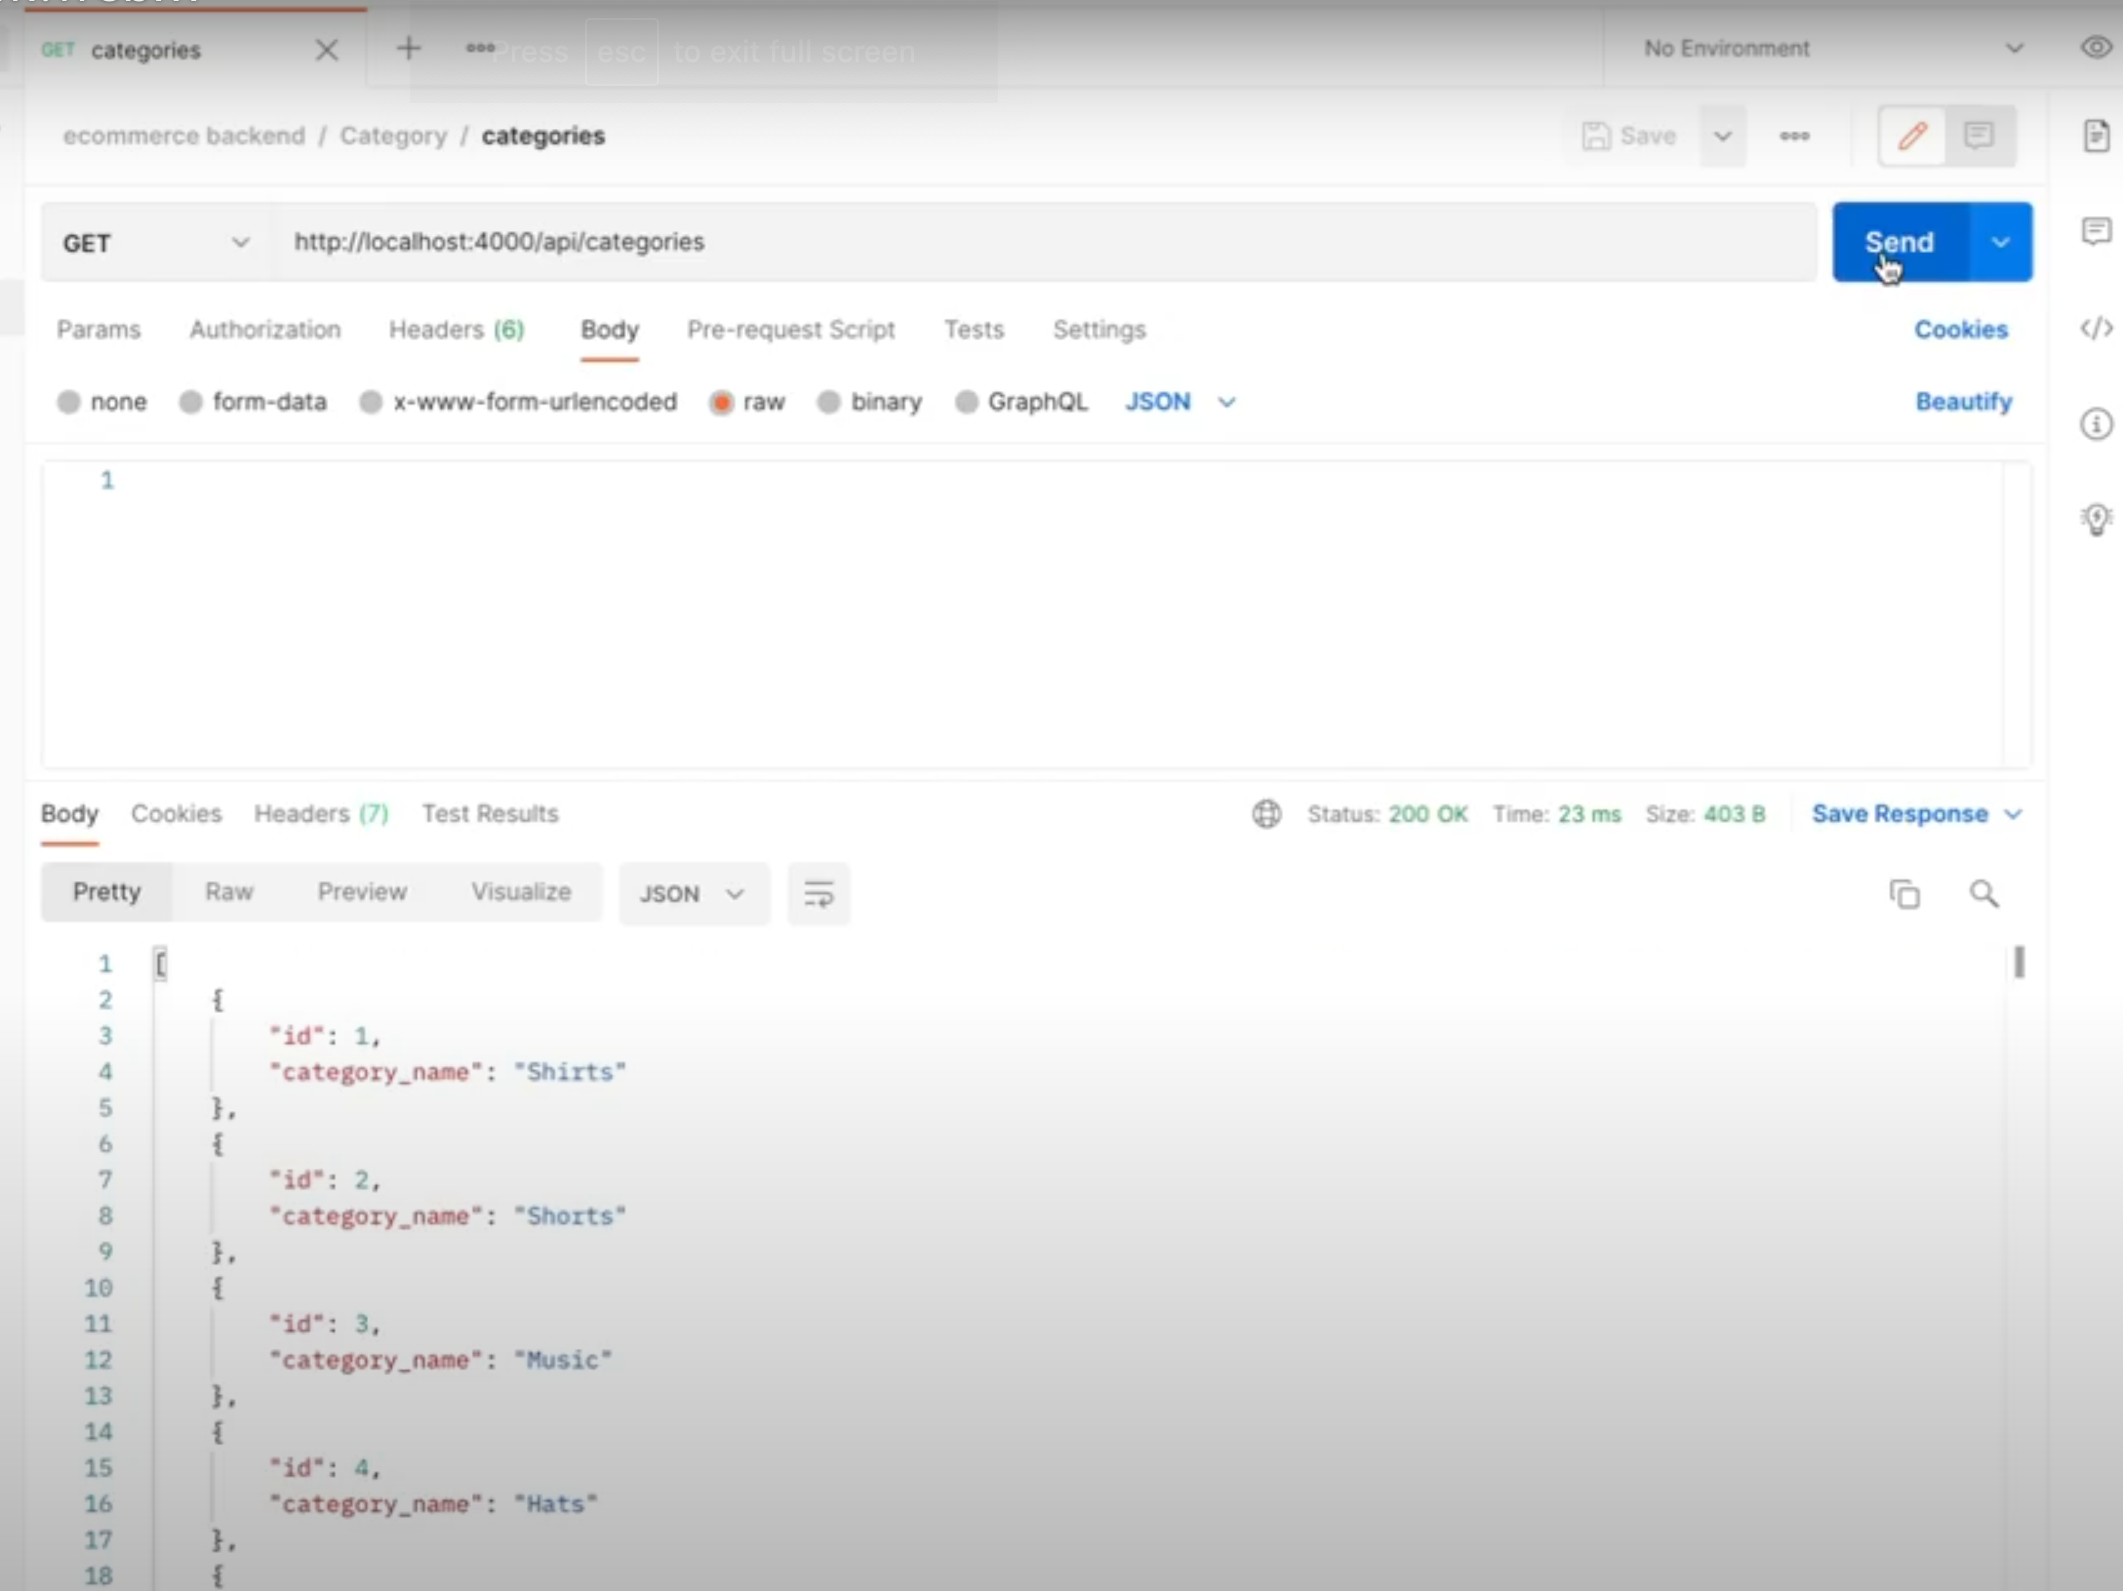 GET categories
Press esc to exit full screen
No Environment
ecommerce backend / Category / categories
Save
GET http://localhost:4000/api/categories Send
Params Authorization Headers (6) Body Pre-request Script Tests Settings Cookies
none form-data x-www-form-urlencoded raw binary GraphQL JSON Beautify
1
Body Cookies Headers (7) Test Results Status: 200 OK Time: 23 ms Size: 403 B Save Response
Pretty Raw Preview Visualize JSON
1 [
2 {
3 "id": 1,
4 "category_name": "Shirts"
5 },
6 {
7 "id": 2,
8 "category_name": "Shorts"
9 },
10 {
11 "id": 3,
12 "category_name": "Music"
13 },
14 {
15 "id": 4,
16 "category_name": "Hats"
17 },
18 {